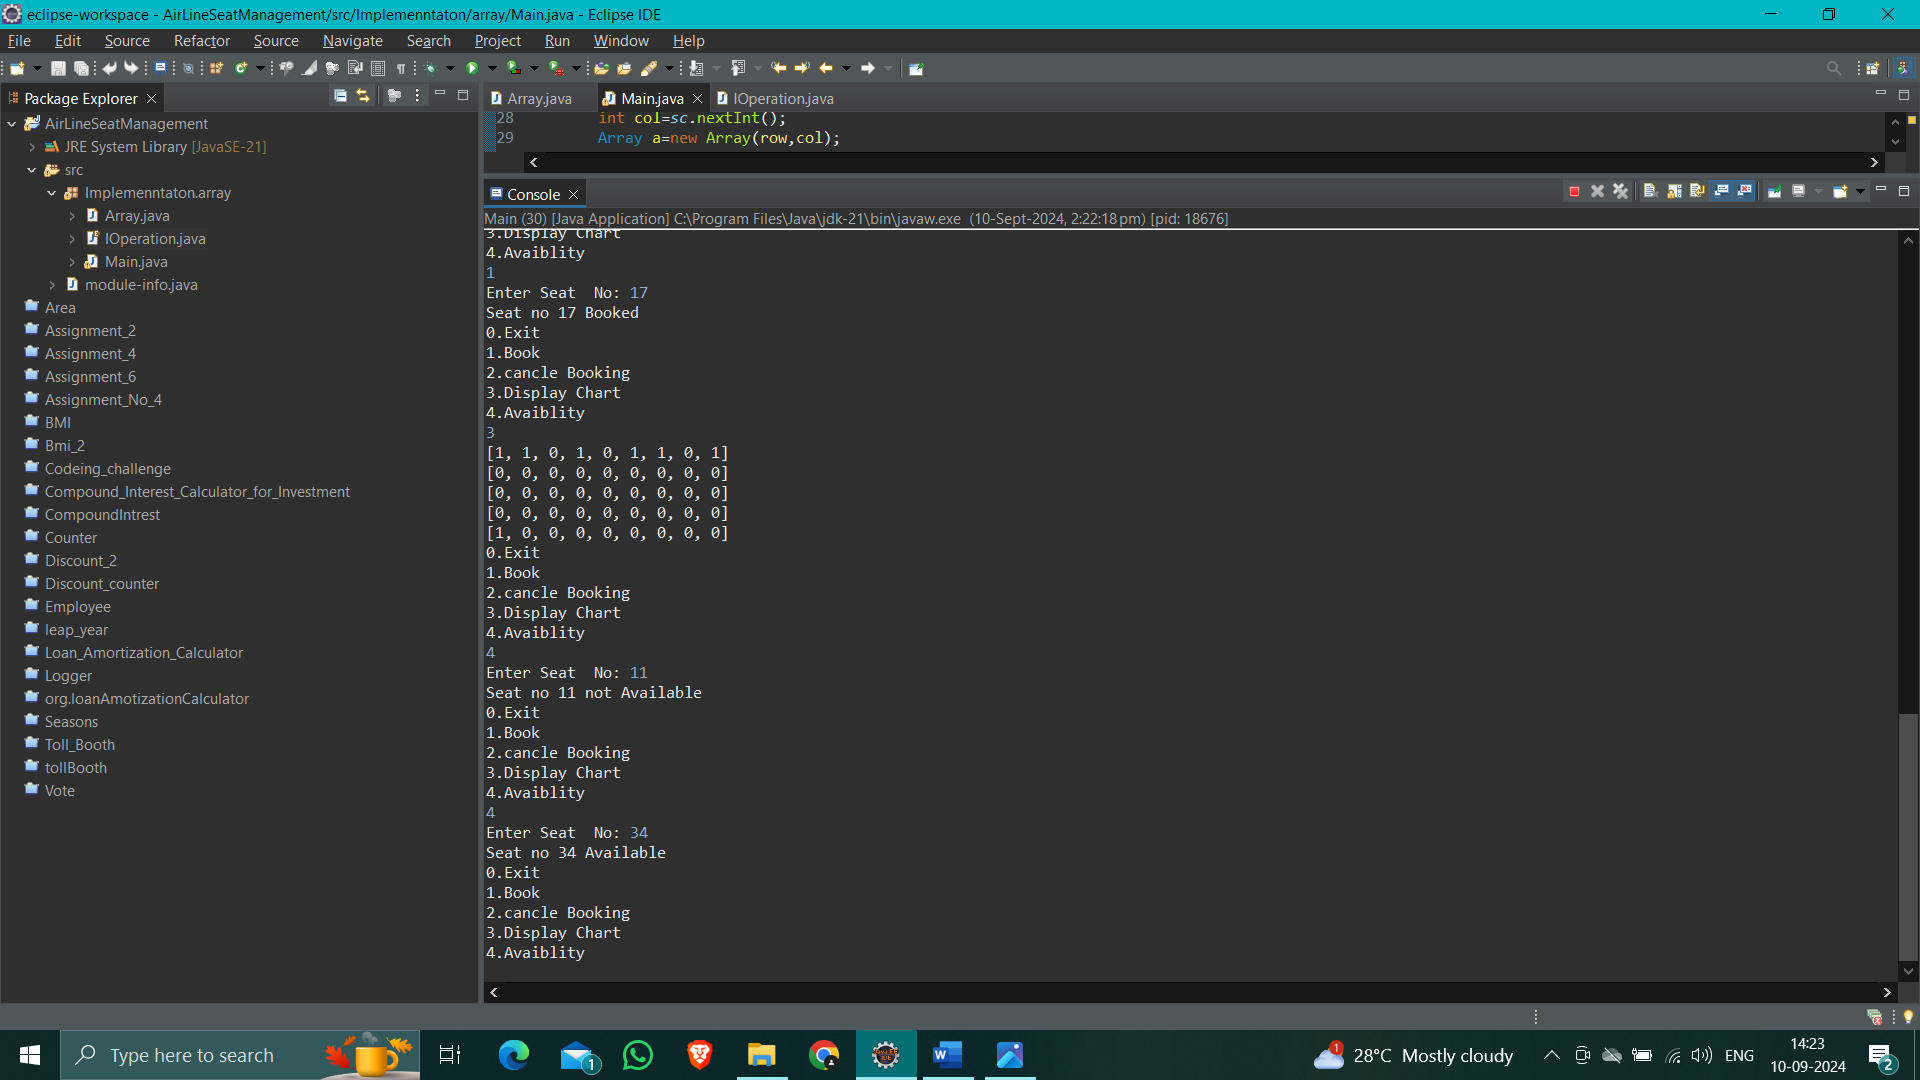 eclipse-workspace - AirLineSeatManagement/src/Implemenntaton/array/Main.java - Eclipse IDE
File Edit Source Refactor Source Navigate Search Project Run Window Help
Package Explorer
AirLineSeatManagement
JRE System Library [JavaSE-21]
src
Implemenntaton.array
Array.java
IOperation.java
Main.java
module-info.java
Area
Assignment_2
Assignment_4
Assignment_6
Assignment_No_4
BMI
Bmi_2
Codeing_challenge
Compound_Interest_Calculator_for_Investment
CompoundIntrest
Counter
Discount_2
Discount_counter
Employee
leap_year
Loan_Amortization_Calculator
Logger
org.loanAmotizationCalculator
Seasons
Toll_Booth
tollBooth
Vote
Array.java Main.java IOperation.java
28 int col=sc.nextInt();
29 Array a=new Array(row,col);
Console
Main (30) [Java Application] C:\Program Files\Java\jdk-21\bin\javaw.exe (10-Sept-2024, 2:22:18 pm) [pid: 18676]
3.Display Chart
4.Avaiblity
1
Enter Seat  No: 17
Seat no 17 Booked
0.Exit
1.Book
2.cancle Booking
3.Display Chart
4.Avaiblity
3
[1, 1, 0, 1, 0, 1, 1, 0, 1]
[0, 0, 0, 0, 0, 0, 0, 0, 0]
[0, 0, 0, 0, 0, 0, 0, 0, 0]
[0, 0, 0, 0, 0, 0, 0, 0, 0]
[1, 0, 0, 0, 0, 0, 0, 0, 0]
0.Exit
1.Book
2.cancle Booking
3.Display Chart
4.Avaiblity
4
Enter Seat  No: 11
Seat no 11 not Available
0.Exit
1.Book
2.cancle Booking
3.Display Chart
4.Avaiblity
4
Enter Seat  No: 34
Seat no 34 Available
0.Exit
1.Book
2.cancle Booking
3.Display Chart
4.Avaiblity
Type here to search
1
W
1
28°C Mostly cloudy
ENG
14:23
10-09-2024
2